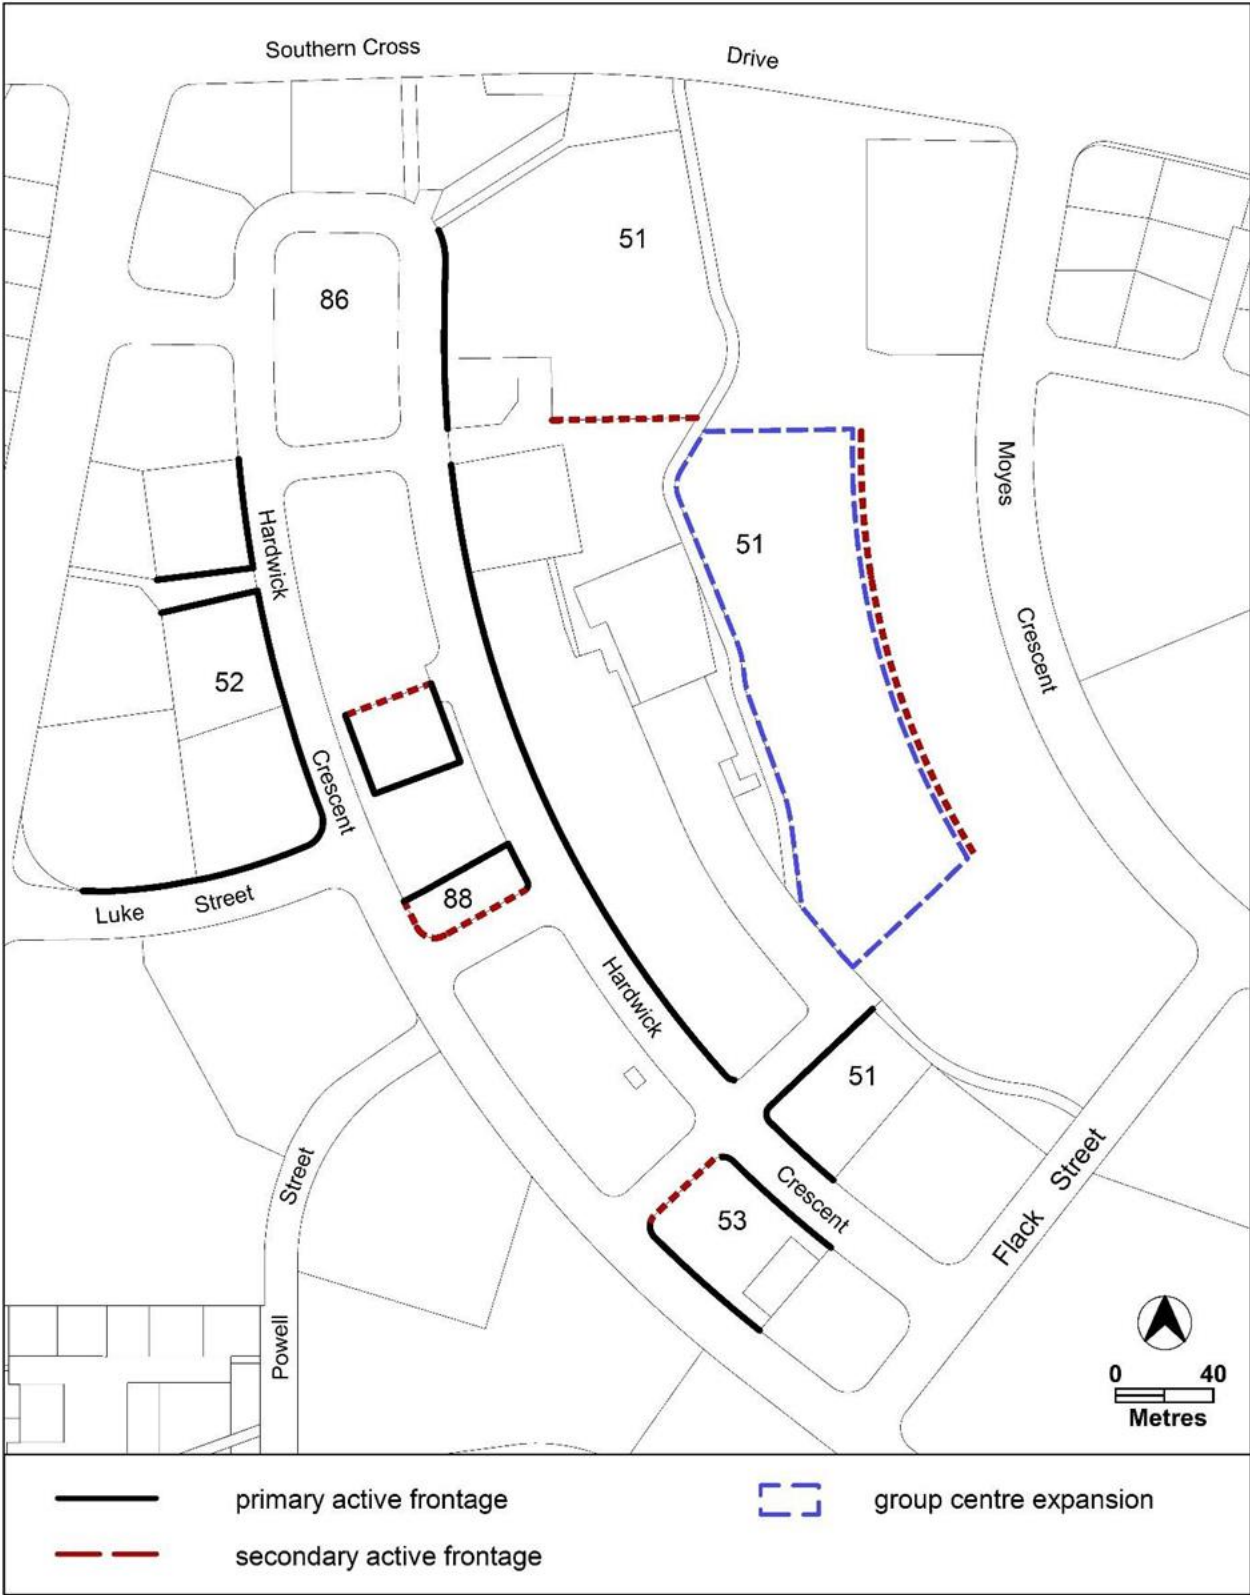 Southern Cross
Drive
51
86
Moyes
Hardwick
51
Crescent
52
Crescent
88
Luke
Street
Hardwick
51
Street
Crescent
53
Flack
Street
Powell
0 40
Metres
primary active frontage
group centre expansion
secondary active frontage